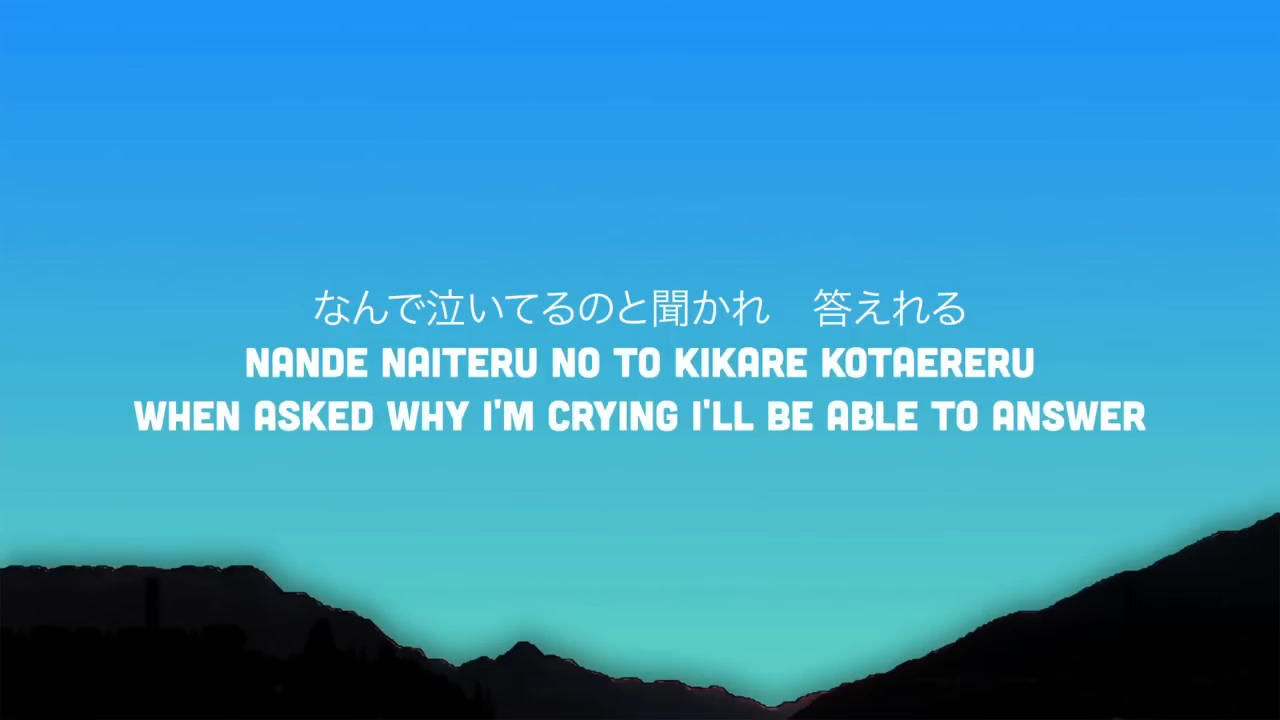 なんで泣いてるのと聞かれ　答えれる
NANDE NAITERU NO TO KIKARE KOTAERERU
WHEN ASKED WHY I'M CRYING I'LL BE ABLE TO ANSWER